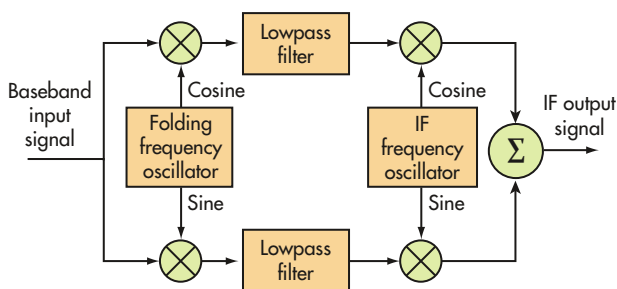 Lowpass
filter
Baseband
input
signal
Cosine
Cosine
Folding
frequency
oscillator
IF
frequency
oscillator
IF output
signal
Σ
Sine
Sine
Lowpass
filter